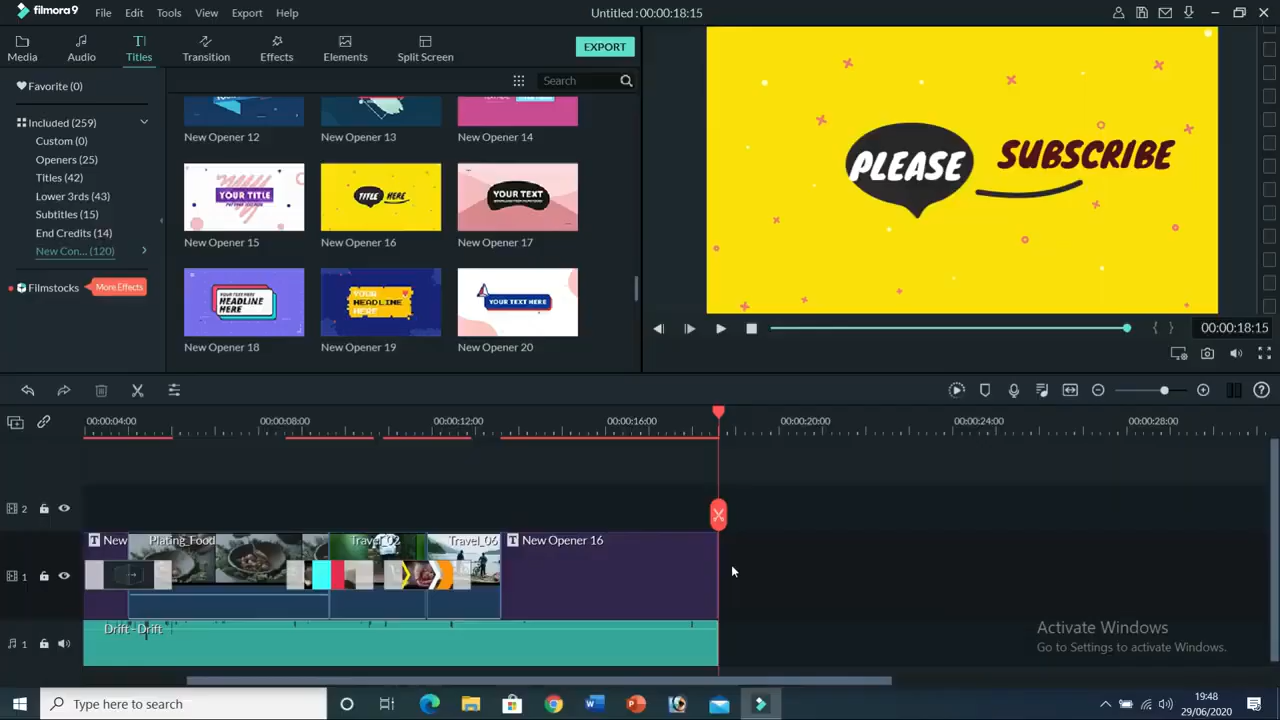 filmora9 File Edit Tools View Export Help Untitled : 00:00:18:15
Media Audio Titles Transition Effects Elements Split Screen EXPORT
Favorite (0)
Included (259)
Custom (0)
Openers (25)
Titles (42)
Lower 3rds (43)
Subtitles (15)
End Credits (14)
New Con... (120)
Filmstocks More Effects
Search
New Opener 12 New Opener 13 New Opener 14
YOUR TITLE TITLE HERE YOUR TEXT
New Opener 15 New Opener 16 New Opener 17
YOUR TEXT HERE
HEADLINE
HERE
YOUR
HEADLINE
HERE
YOUR TEXT HERE
New Opener 18 New Opener 19 New Opener 20
PLEASE SUBSCRIBE
00:00:18:15
00:00:04:00 00:00:08:00 00:00:12:00 00:00:16:00 00:00:20:00 00:00:24:00 00:00:28:00
2
T New Plating_Food Travel_02 Travel_06 T New Opener 16
1
Drift - Drift
1
Activate Windows
Go to Settings to activate Windows.
Type here to search
19:48
29/06/2020